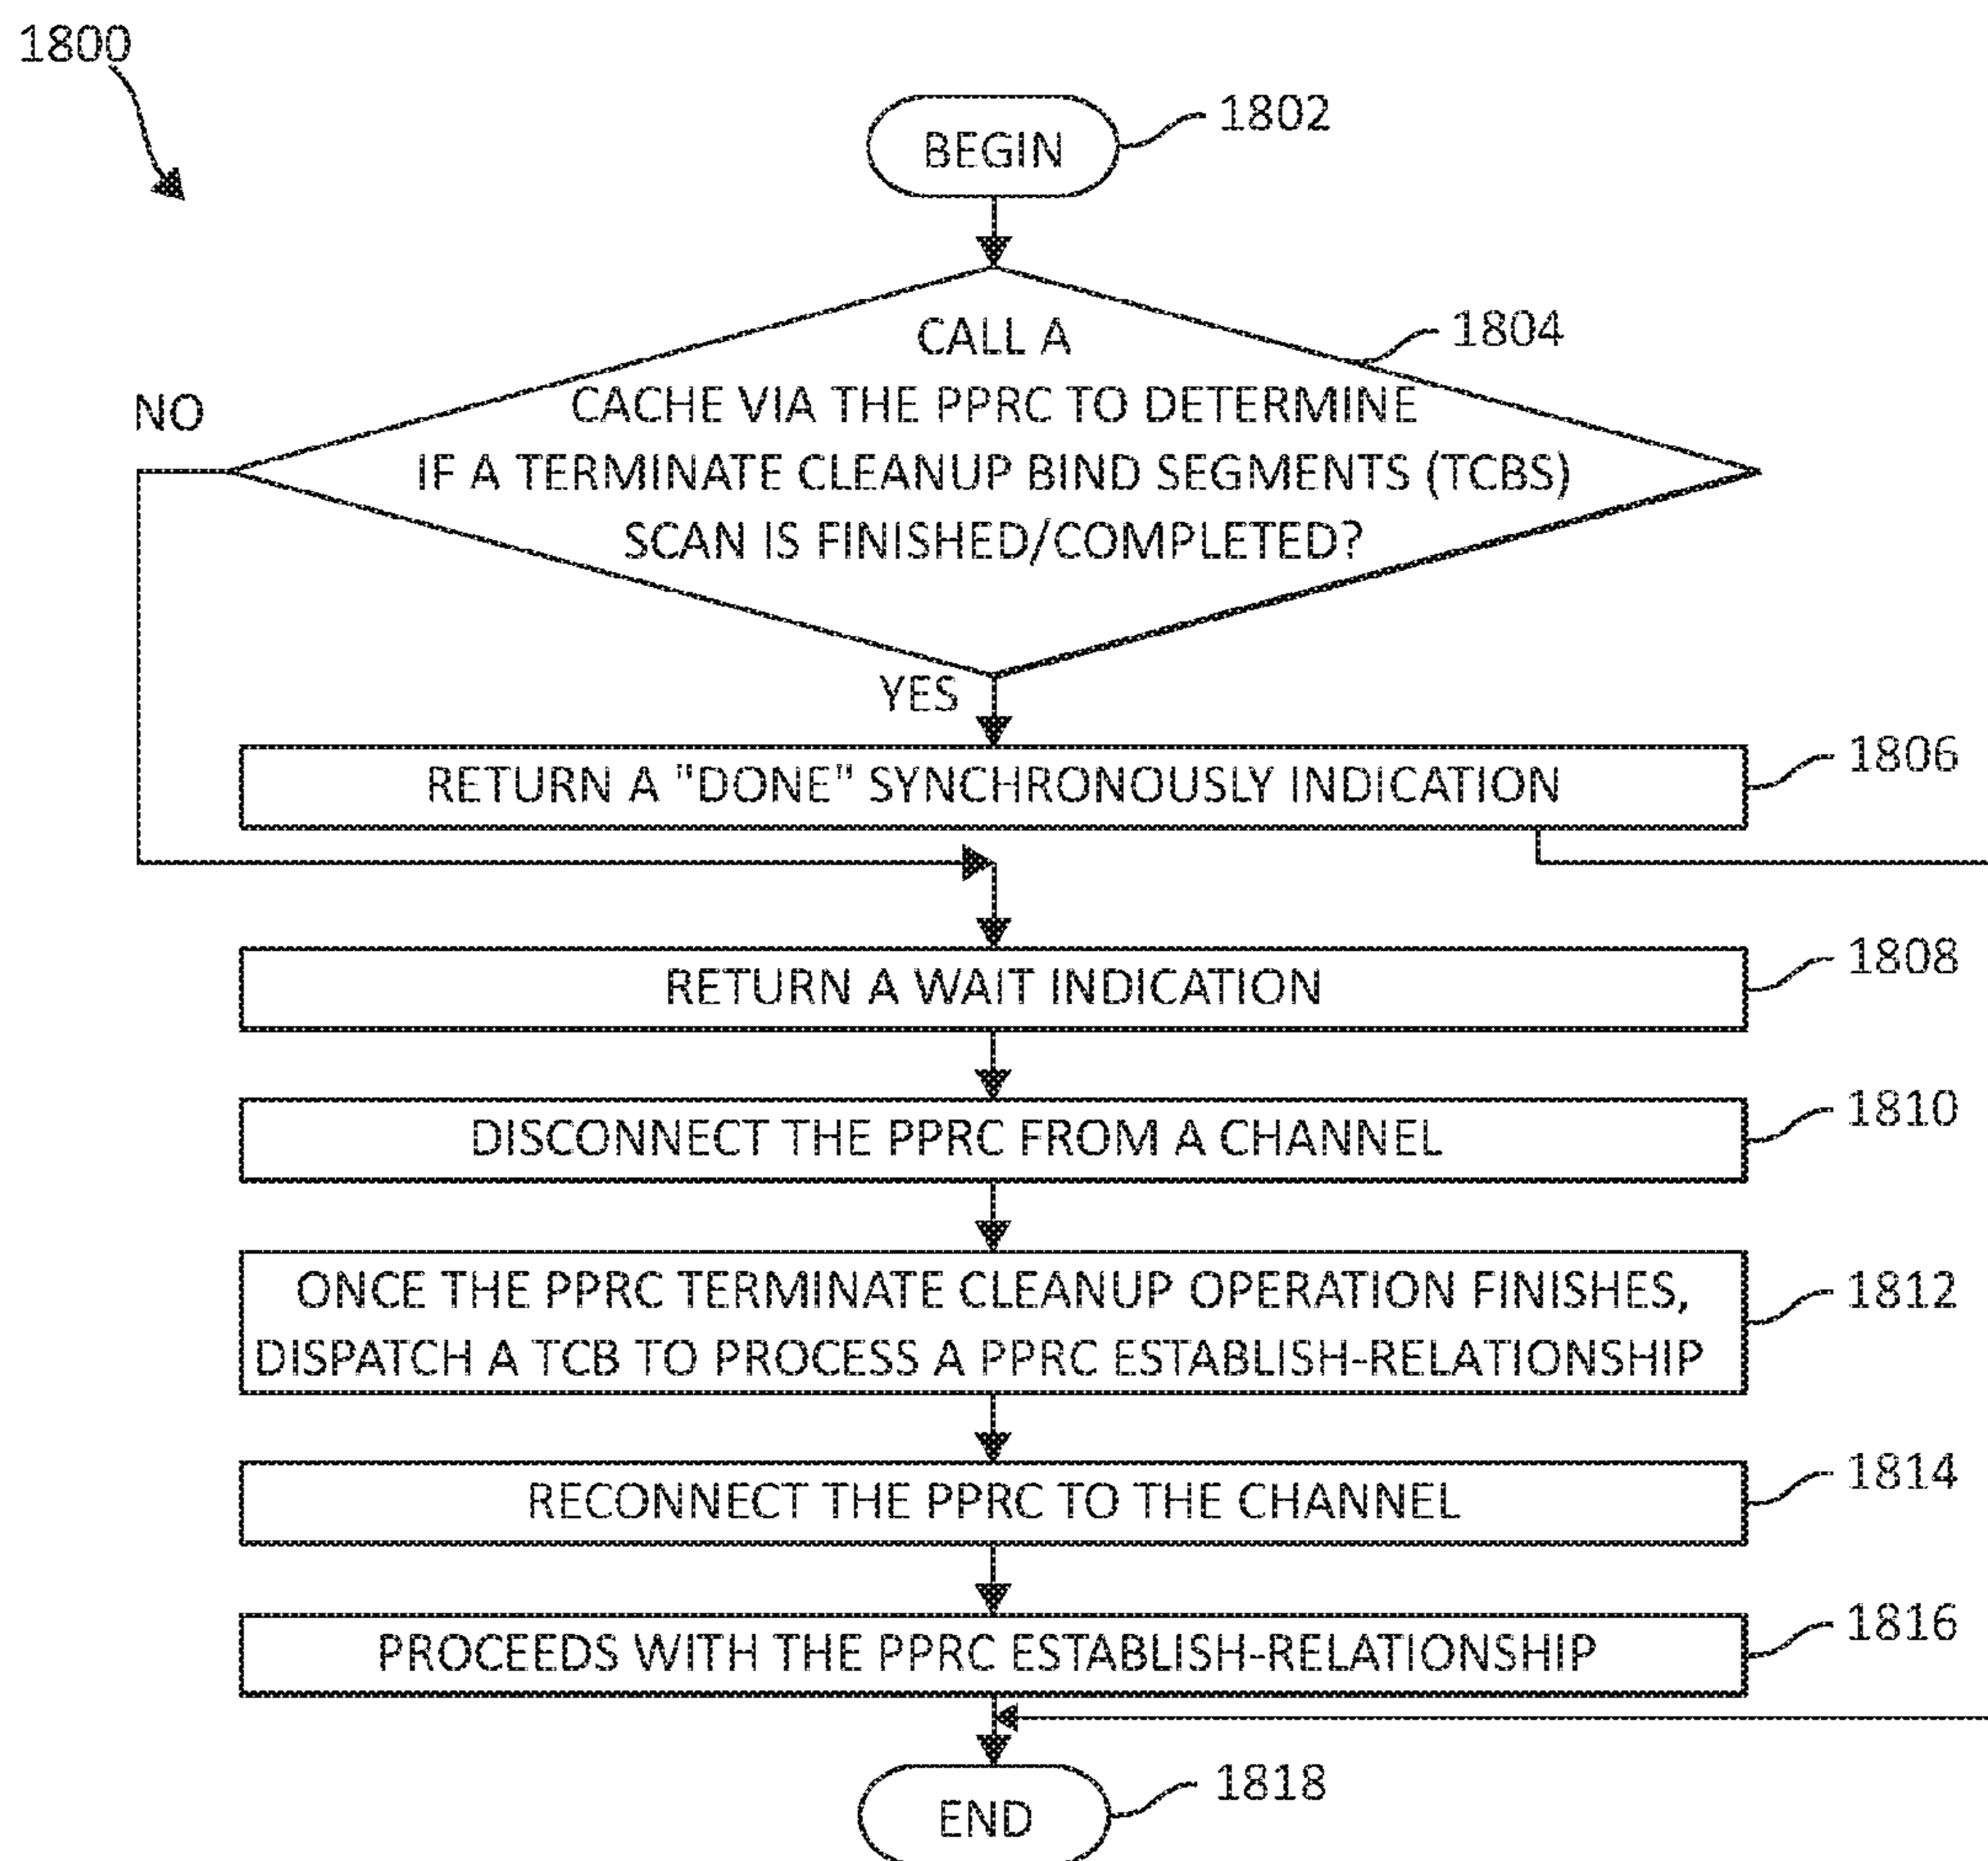 1800
BEGIN
1802
CALL A
CACHE VIA THE PPRC TO DETERMINE
IF A TERMINATE CLEANUP BIND SEGMENTS (TCBS)
SCAN IS FINISHED/COMPLETED?
1804
NO
YES
RETURN A "DONE" SYNCHRONOUSLY INDICATION
1806
RETURN A WAIT INDICATION
1808
DISCONNECT THE PPRC FROM A CHANNEL
1810
ONCE THE PPRC TERMINATE CLEANUP OPERATION FINISHES,
DISPATCH A TCB TO PROCESS A PPRC ESTABLISH-RELATIONSHIP
1812
RECONNECT THE PPRC TO THE CHANNEL
1814
PROCEEDS WITH THE PPRC ESTABLISH-RELATIONSHIP
1816
END
1818